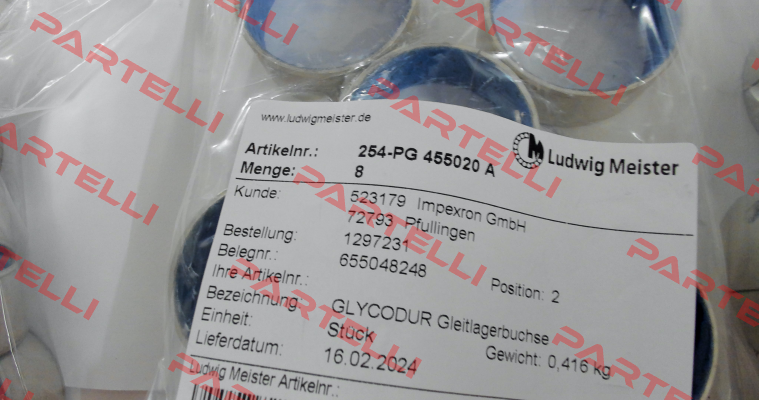 www.ludwigmeister.de
Ludwig Meister
Artikelnr.: 254-PG 455020 A
Menge: 8
Kunde: 523179 Impexron GmbH
72793 Pfullingen
Bestellung: 1297231
Belegnr.: 655048248 Position: 2
Ihre Artikelnr.:
Bezeichnung: GLYCODUR Gleitlagerbuchse
Einheit: Stück Gewicht: 0,416 kg
Lieferdatum: 16.02.2024
Ludwig Meister Artikelnr.:
PARTELLI
PARTELLI
PARTELLI
PARTELLI
PARTELLI
PARTELLI
PARTELLI
PARTELLI
PARTELLI
PARTELLI